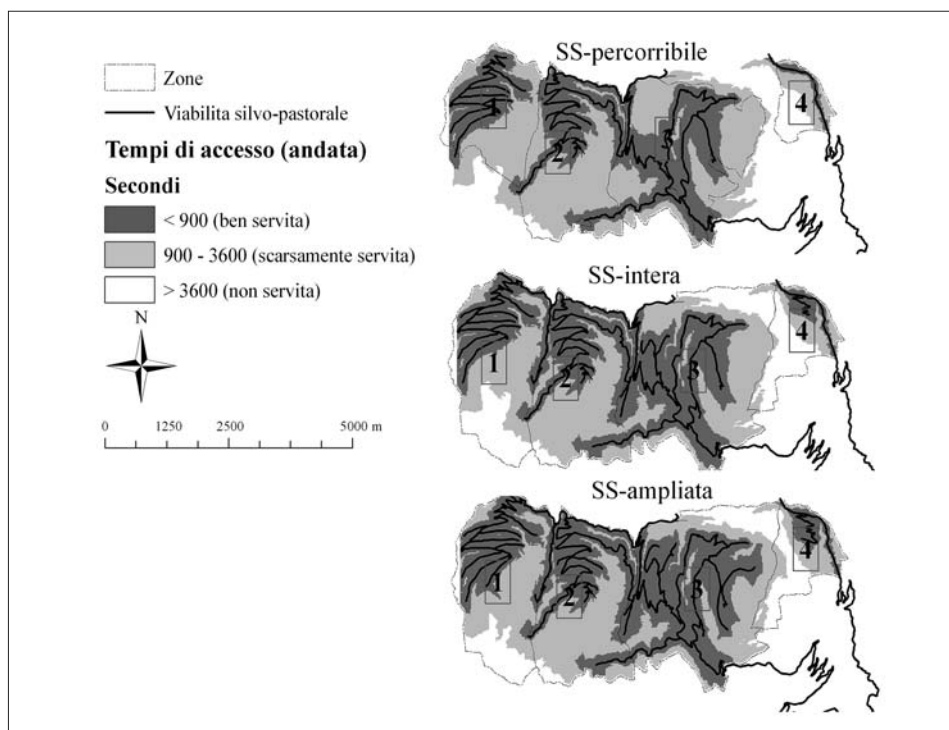 Zone
Viabilita silvo-pastorale
Tempi di accesso (andata)
Secondi
< 900 (ben servita)
900 - 3600 (scarsamente servita)
> 3600 (non servita)
N
0 1250 2500 5000 m
SS-percorribile
1
2
4
SS-intera
1
2
3
4
SS-ampliata
1
2
3
4